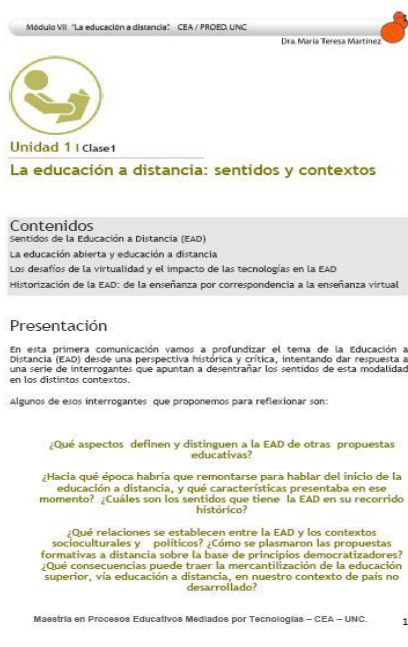 Módulo VII "La educación a distancia". CEA / PROED. UNC
Dra. María Teresa Martínez
Unidad 1 I Clase1
La educación a distancia: sentidos y contextos
Contenidos
Sentidos de la Educación a Distancia (EAD)
La educación abierta y educación a distancia
Los desafíos de la virtualidad y el impacto de las tecnologías en la EAD
Historización de la EAD: de la enseñanza por correspondencia a la enseñanza virtual
Presentación
En esta primera comunicación vamos a profundizar el tema de la Educación a
Distancia (EAD) desde una perspectiva histórica y crítica, intentando dar respuesta a
una serie de interrogantes que apuntan a desentrañar los sentidos de esta modalidad
en los distintos contextos.
Algunos de esos interrogantes que proponemos para reflexionar son:
¿Qué aspectos definen y distinguen a la EAD de otras propuestas
educativas?
¿Hacia qué época habría que remontarse para hablar del inicio de la
educación a distancia, y qué características presentaba en ese
momento? ¿Cuáles son los sentidos que tiene la EAD en su recorrido
histórico?
¿Qué relaciones se establecen entre la EAD y los contextos
socioculturales y políticos? ¿Cómo se plasmaron las propuestas
formativas a distancia sobre la base de principios democratizadores?
¿Qué consecuencias puede traer la mercantilización de la educación
superior, vía educación a distancia, en nuestro contexto de país no
desarrollado?
Maestría en Procesos Educativos Mediados por Tecnologías – CEA – UNC. 1